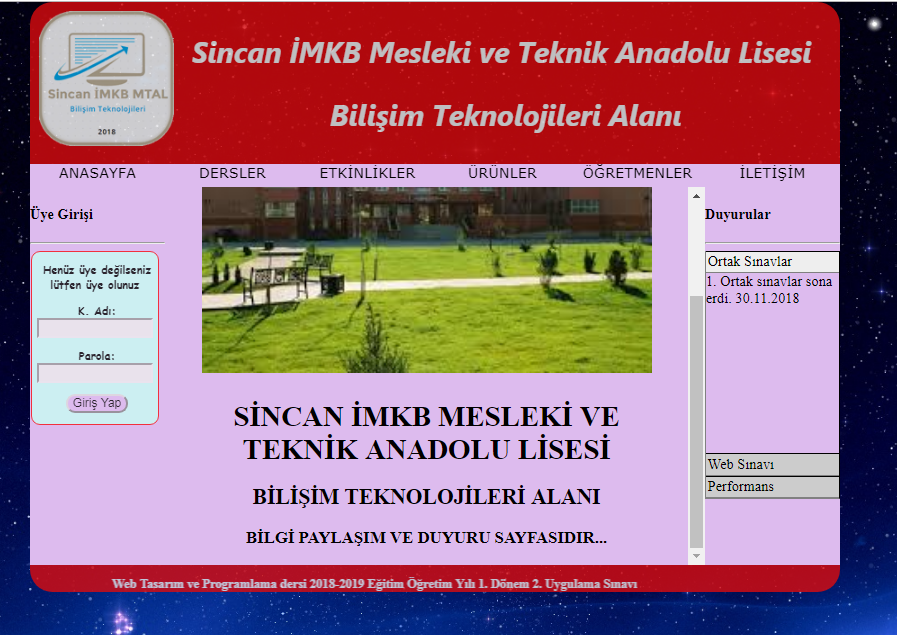 Sincan İMKB MTAL
Bilişim Teknolojileri
2018
Sincan İMKB Mesleki ve Teknik Anadolu Lisesi
Bilişim Teknolojileri Alanı
ANASAYFA DERSLER ETKİNLİKLER ÜRÜNLER ÖĞRETMENLER İLETİŞİM
Üye Girişi
Henüz üye değilseniz
lütfen üye olunuz
K. Adı:
Parola:
Giriş Yap
SİNCAN İMKB MESLEKİ VE
TEKNİK ANADOLU LİSESİ
BİLİŞİM TEKNOLOJİLERİ ALANI
BİLGİ PAYLAŞIM VE DUYURU SAYFASIDIR...
Duyurular
Ortak Sınavlar
1. Ortak sınavlar sona
erdi. 30.11.2018
Web Sınavı
Performans
Web Tasarım ve Programlama dersi 2018-2019 Eğitim Öğretim Yılı 1. Dönem 2. Uygulama Sınavı